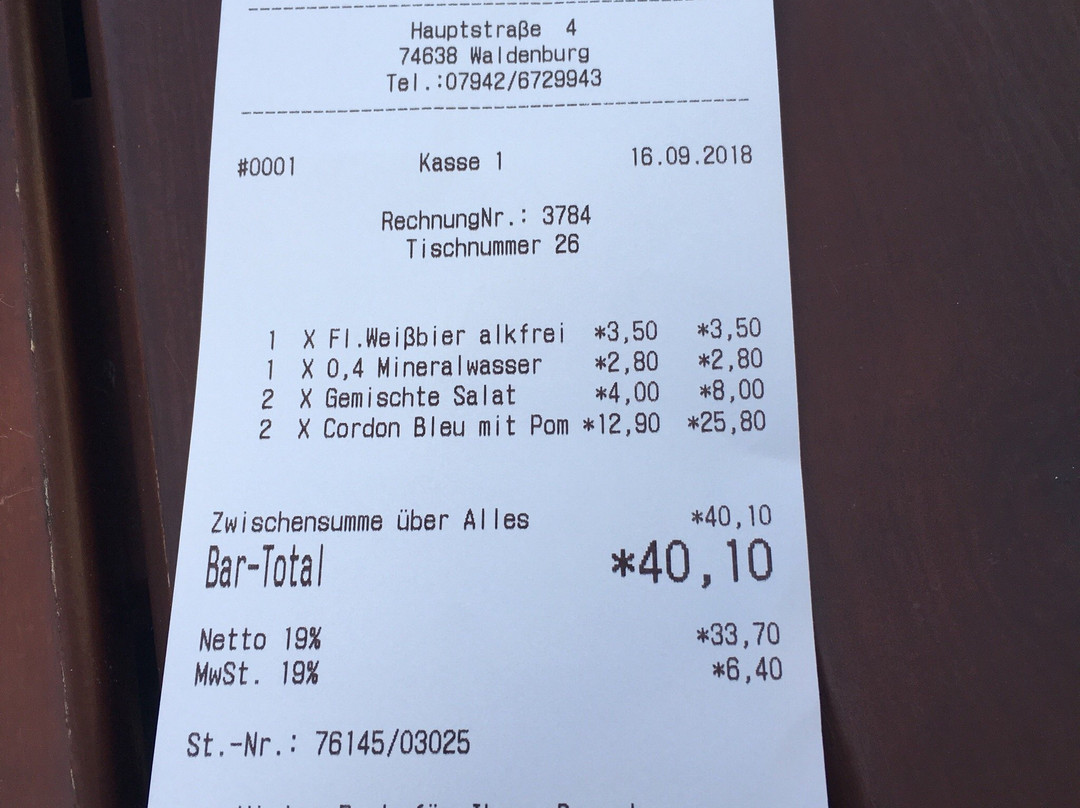 Hauptstraße 4
74638 Waldenburg
Tel.:07942/6729943
#0001 Kasse 1 16.09.2018
RechnungNr.: 3784
Tischnummer 26
1 X Fl.Weißbier alkfrei *3,50 *3,50
1 X 0,4 Mineralwasser *2,80 *2,80
2 X Gemischte Salat *4,00 *8,00
2 X Cordon Bleu mit Pom *12,90 *25,80
Zwischensumme über Alles *40,10
Bar-Total *40,10
Netto 19% *33,70
MwSt. 19% *6,40
St.-Nr.: 76145/03025